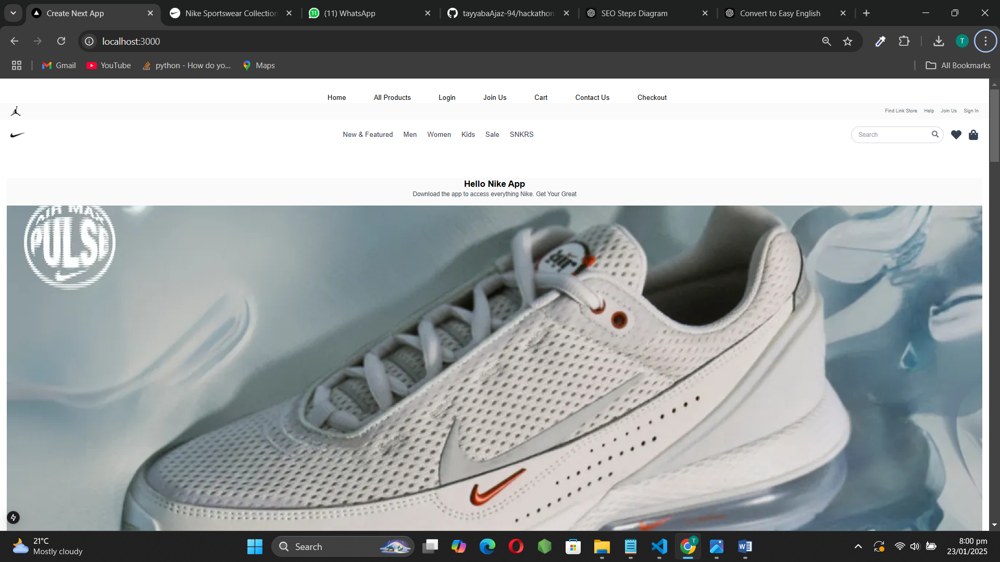 Create Next App
Nike Sportswear Collection
(11) WhatsApp
tayyabaAjaz-94/hackathon
SEO Steps Diagram
Convert to Easy English
localhost:3000
T
Gmail
YouTube
python - How do yo...
Maps
All Bookmarks
Home
All Products
Login
Join Us
Cart
Contact Us
Checkout
Find Link Store
Help
Join Us
Sign In
New & Featured
Men
Women
Kids
Sale
SNKRS
Search
Hello Nike App
Download the app to access everything Nike. Get Your Great
AIR MAX
PULSE
air
21°C
Mostly cloudy
Search
8:00 pm
23/01/2025